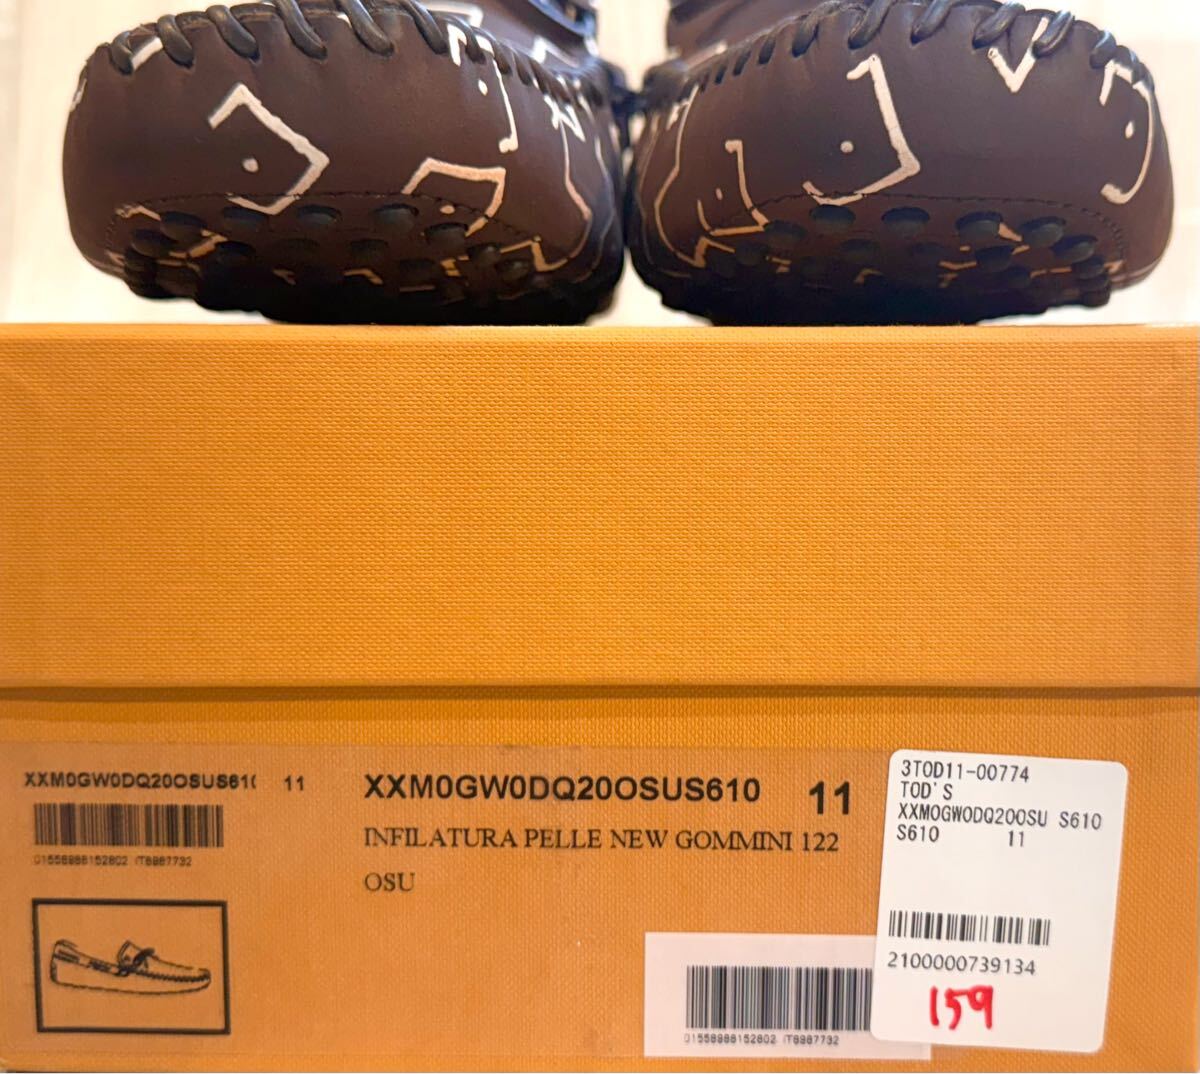 XXM0GW0DQ20OSUS61( 11
01558988152802 IT8987732
XXM0GW0DQ20OSUS610 11
INFILATURA PELLE NEW GOMMINI 122
OSU
01558988152802 IT8987732
3TOD11-00774
TOD'S
XXM0GW0DQ20OSU S610
S610 11
2100000739134
159